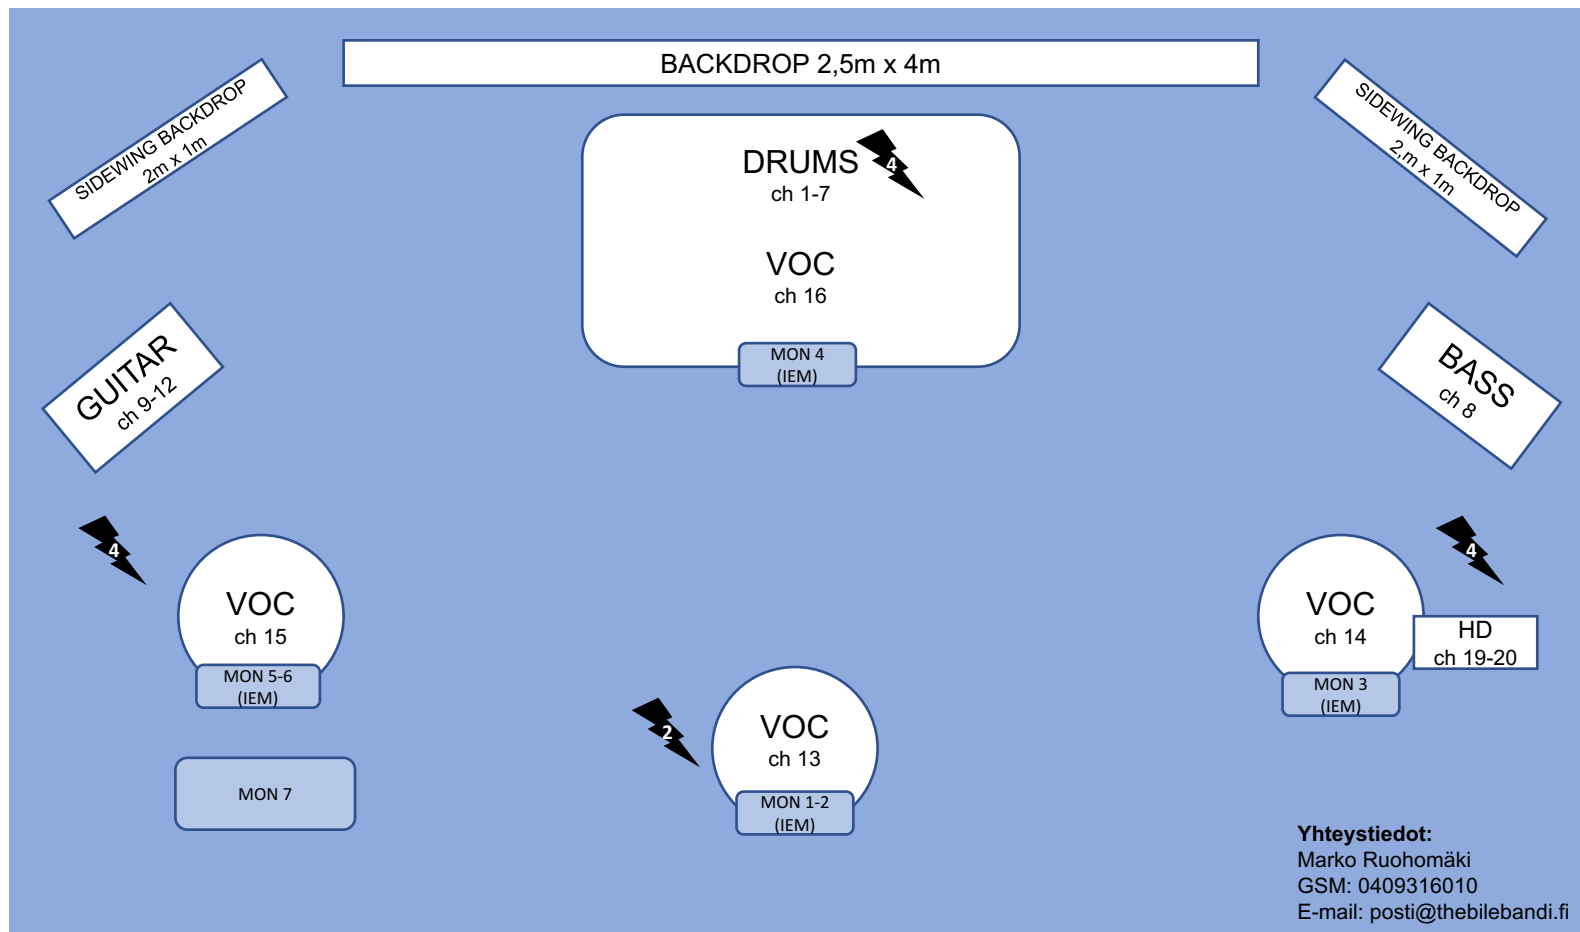 BACKDROP 2,5m x 4m
SIDEWING BACKDROP
2m x 1m
SIDEWING BACKDROP
2,m x 1m
DRUMS
ch 1-7
4
VOC
ch 16
MON 4
(IEM)
GUITAR
ch 9-12
BASS
ch 8
4
VOC
ch 15
MON 5-6
(IEM)
MON 7
2
VOC
ch 13
MON 1-2
(IEM)
4
VOC
ch 14
MON 3
(IEM)
HD
ch 19-20
Yhteystiedot:
Marko Ruohomäki
GSM: 0409316010
E-mail: posti@thebilebandi.fi